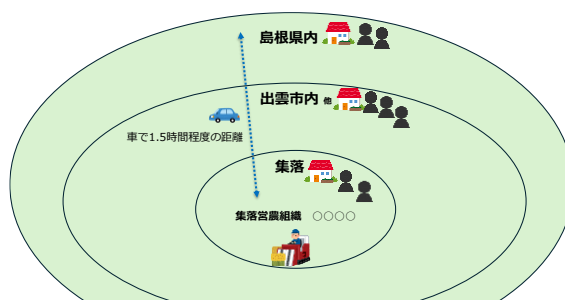 島根県内
出雲市内 他
車で1.5時間程度の距離
集落
集落営農組織 〇〇〇〇